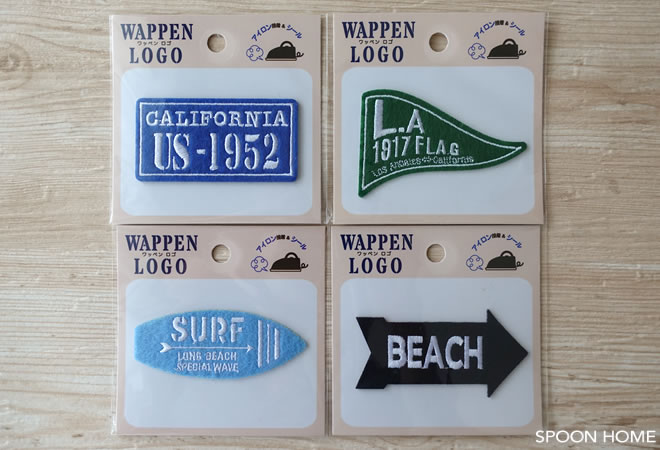 WAPPEN
ワッペン ロゴ
LOGO
アイロン接着 & シール
CALIFORNIA
US-1952
WAPPEN
ワッペン ロゴ
LOGO
アイロン接着 & シール
L.A
1917 FLAG
Los Angeles California
WAPPEN
ワッペン ロゴ
LOGO
アイロン接着 & シール
SURF
LONG BEACH
SPECIAL WAVE
WAPPEN
ワッペン ロゴ
LOGO
アイロン接着 & シール
BEACH
SPOON HOME